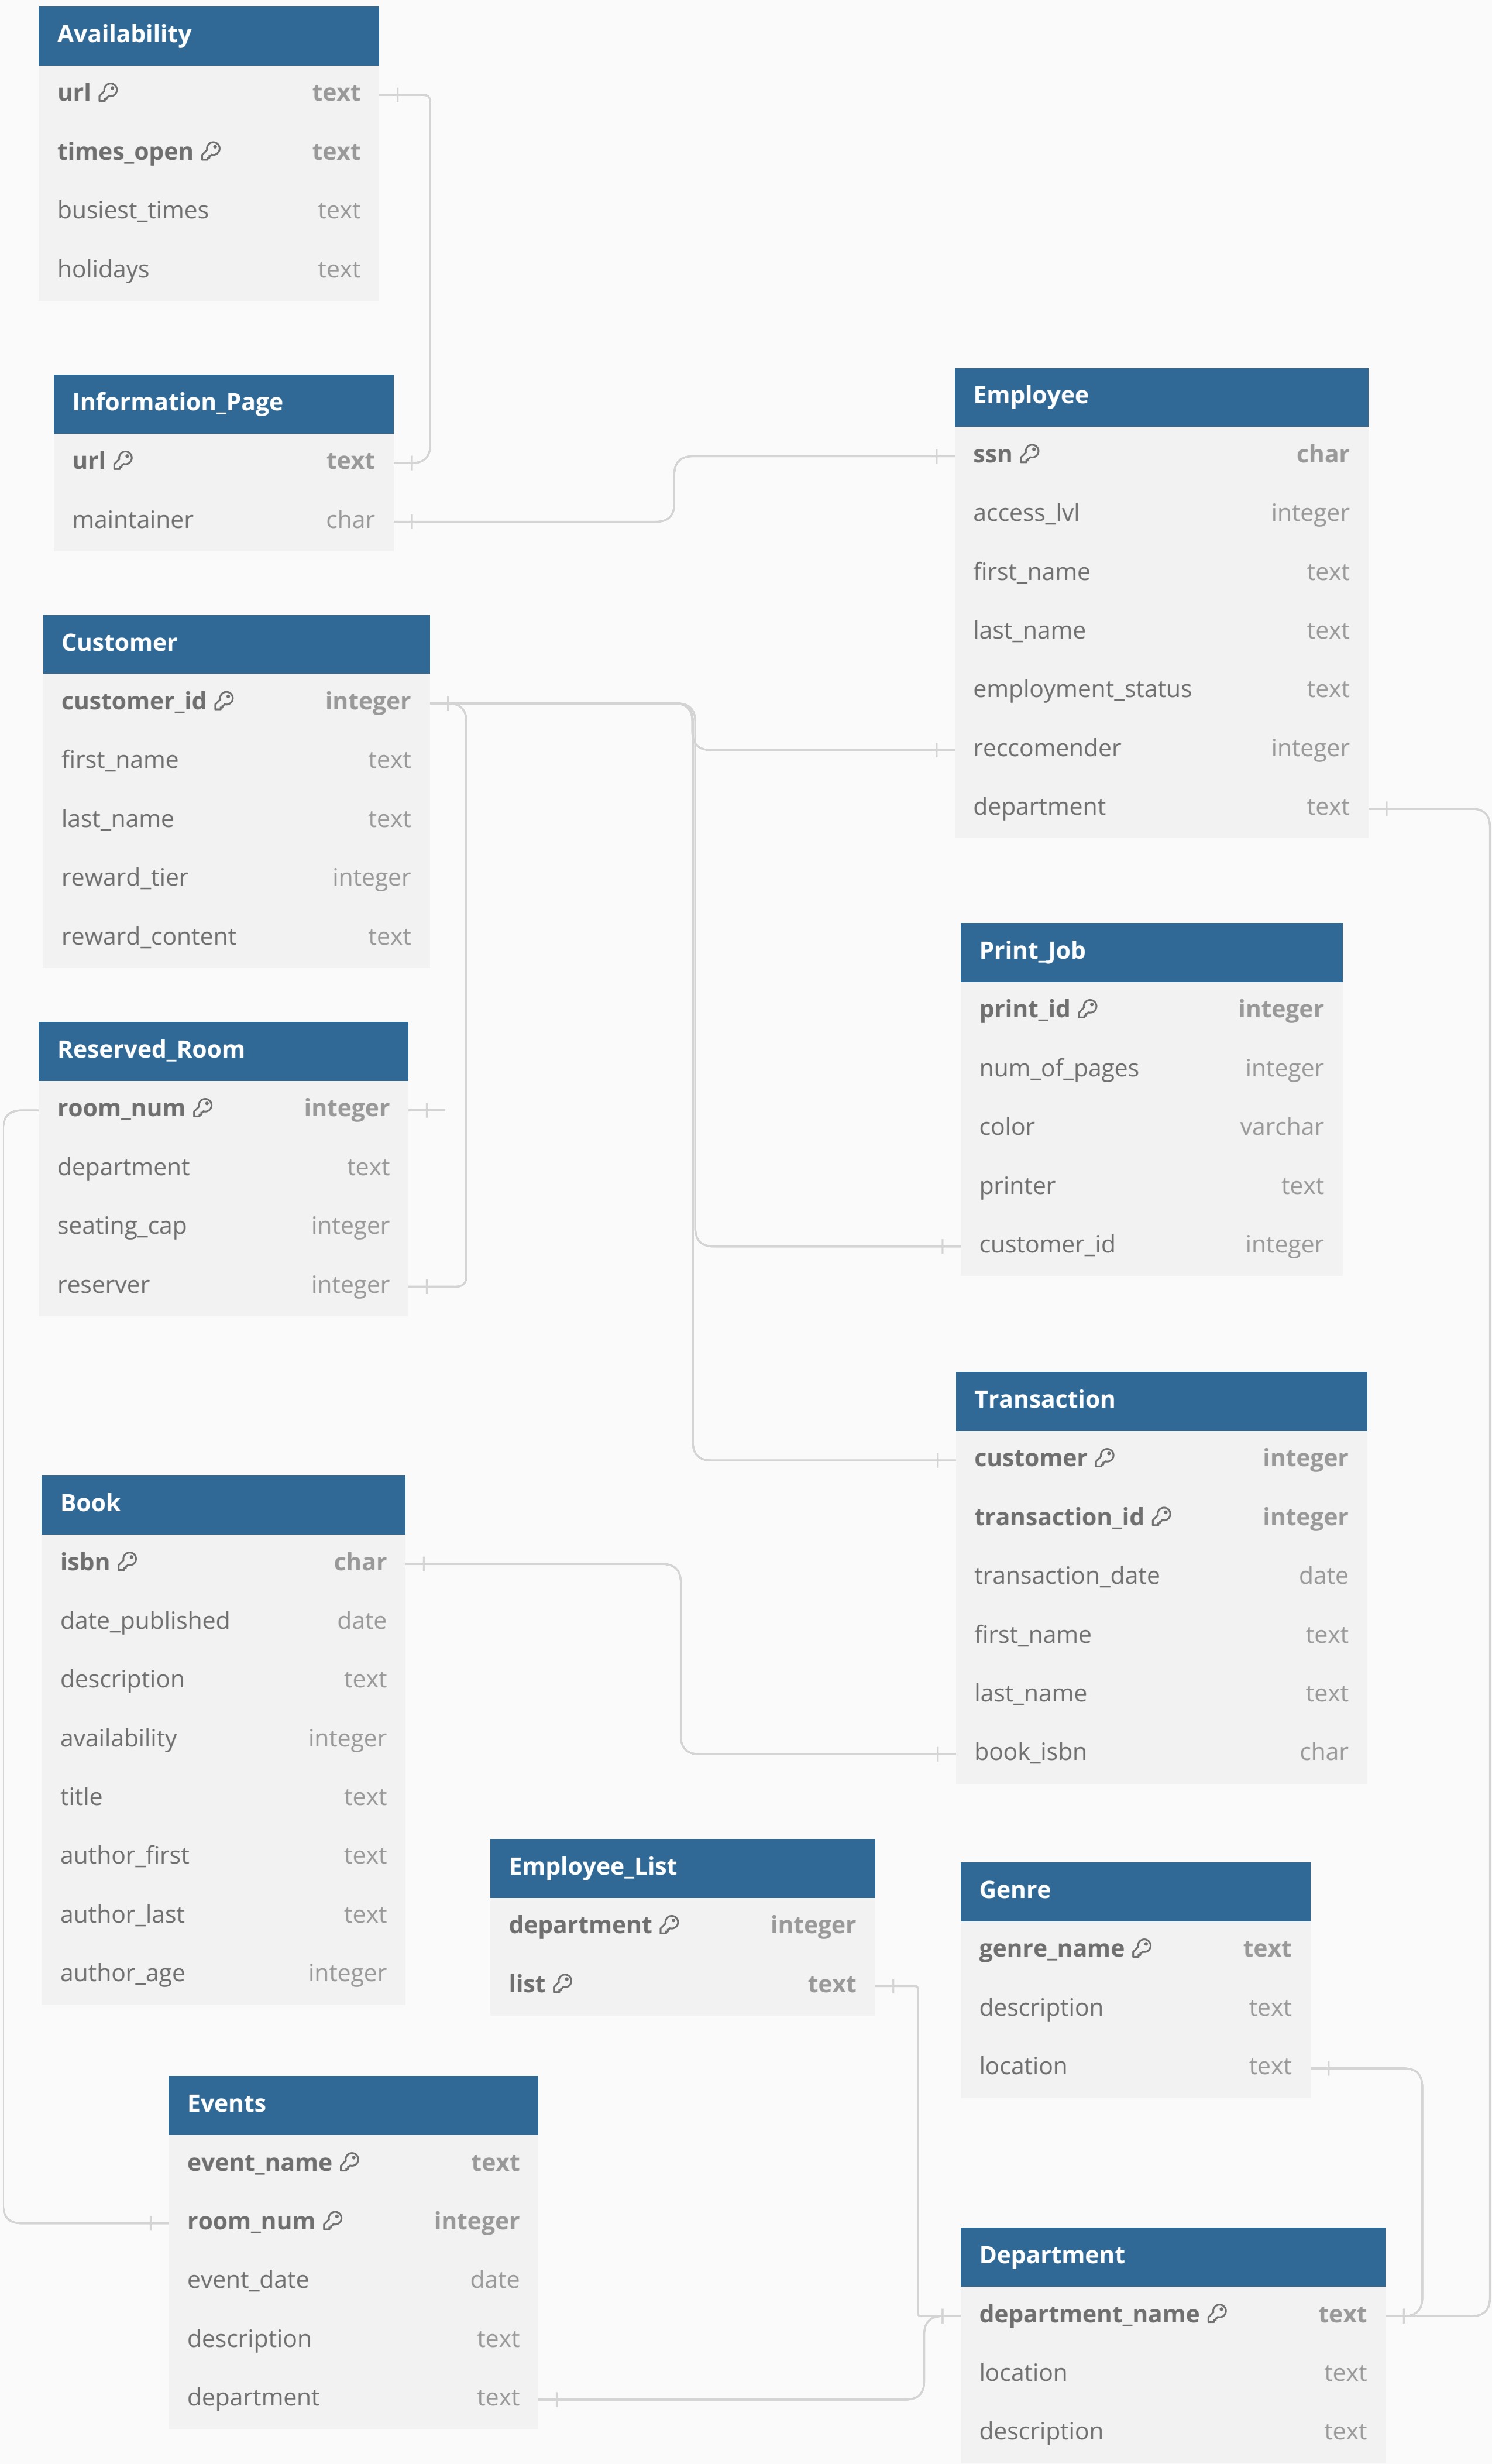 Availability
url text
times_open text
busiest_times text
holidays text
Information_Page
url text
maintainer char
Employee
ssn char
access_lvl integer
first_name text
last_name text
employment_status text
reccomender integer
department text
Customer
customer_id integer
first_name text
last_name text
reward_tier integer
reward_content text
Print_Job
print_id integer
num_of_pages integer
color varchar
printer text
customer_id integer
Reserved_Room
room_num integer
department text
seating_cap integer
reserver integer
Transaction
customer integer
transaction_id integer
transaction_date date
first_name text
last_name text
book_isbn char
Book
isbn char
date_published date
description text
availability integer
title text
author_first text
author_last text
author_age integer
Employee_List
department integer
list text
Genre
genre_name text
description text
location text
Events
event_name text
room_num integer
event_date date
description text
department text
Department
department_name text
location text
description text